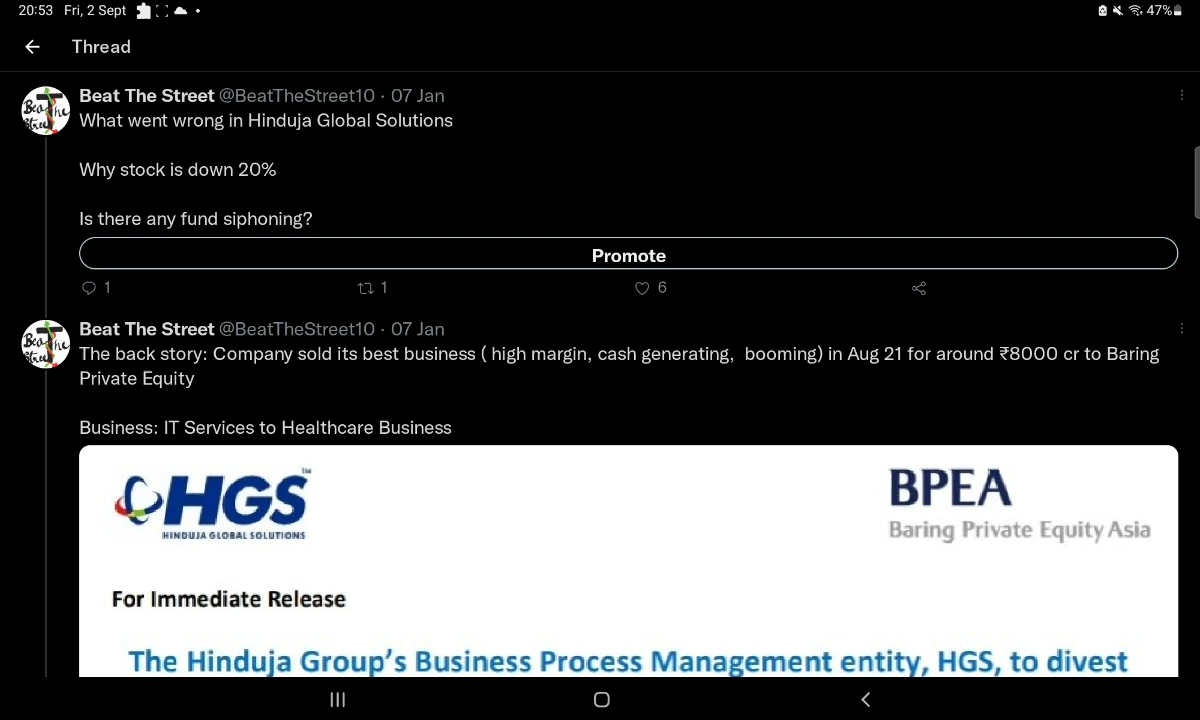 20:53 Fri, 2 Sept 47%
Thread
Beat The Street @BeatTheStreet10 · 07 Jan
What went wrong in Hinduja Global Solutions
Why stock is down 20%
Is there any fund siphoning?
Promote
1 1 6
Beat The Street @BeatTheStreet10 · 07 Jan
The back story: Company sold its best business ( high margin, cash generating, booming) in Aug 21 for around ₹8000 cr to Baring
Private Equity
Business: IT Services to Healthcare Business
HGS™ BPEA
HINDUJA GLOBAL SOLUTIONS Baring Private Equity Asia
For Immediate Release
The Hinduja Group's Business Process Management entity, HGS, to divest